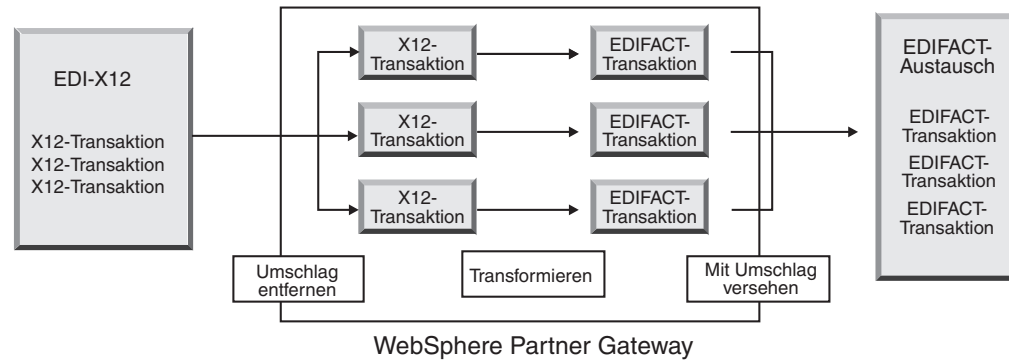 EDI-X12
X12-Transaktion
X12-Transaktion
X12-Transaktion
X12-
Transaktion
EDIFACT-
Transaktion
X12-
Transaktion
EDIFACT-
Transaktion
X12-
Transaktion
EDIFACT-
Transaktion
Umschlag
entfernen
Transformieren
Mit Umschlag
versehen
EDIFACT-
Austausch
EDIFACT-
Transaktion
EDIFACT-
Transaktion
EDIFACT-
Transaktion
WebSphere Partner Gateway